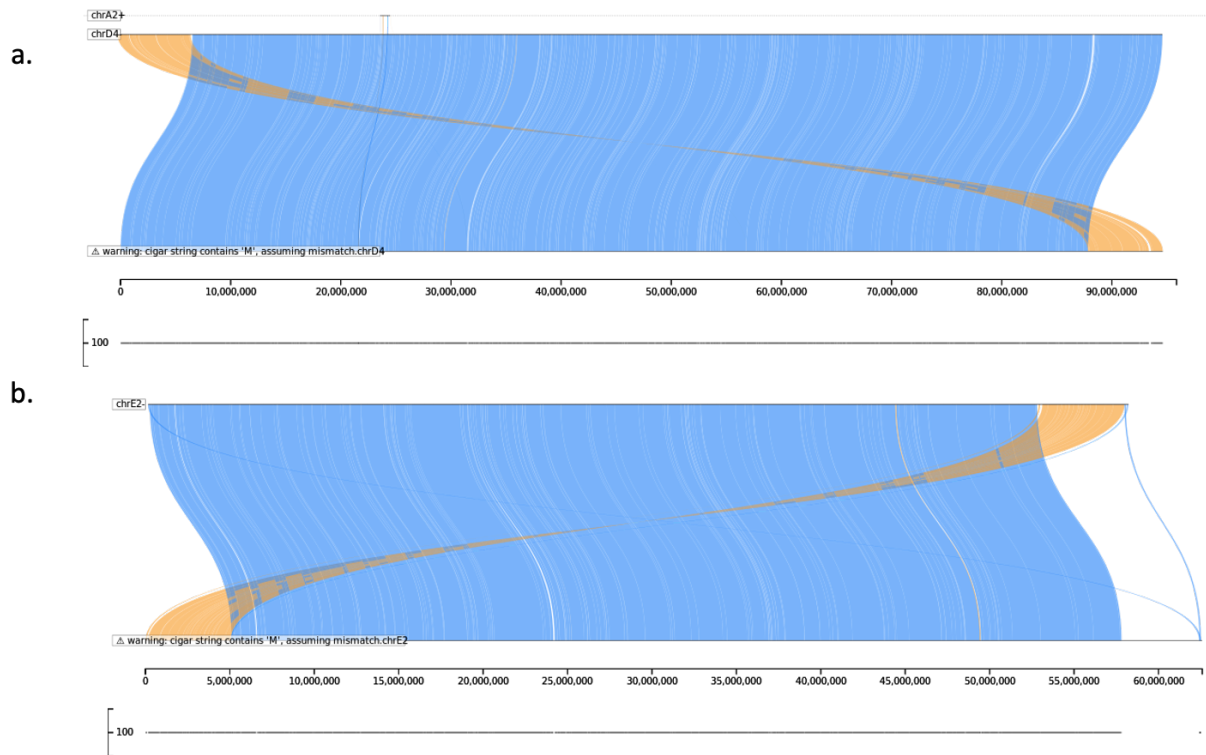 chrA2+
chrD4-
a.
⚠ warning: cigar string contains 'M', assuming mismatch.chrD4
0 10,000,000 20,000,000 30,000,000 40,000,000 50,000,000 60,000,000 70,000,000 80,000,000 90,000,000
100
b.
chrE2-
⚠ warning: cigar string contains 'M', assuming mismatch.chrE2
0 5,000,000 10,000,000 15,000,000 20,000,000 25,000,000 30,000,000 35,000,000 40,000,000 45,000,000 50,000,000 55,000,000 60,000,000
100